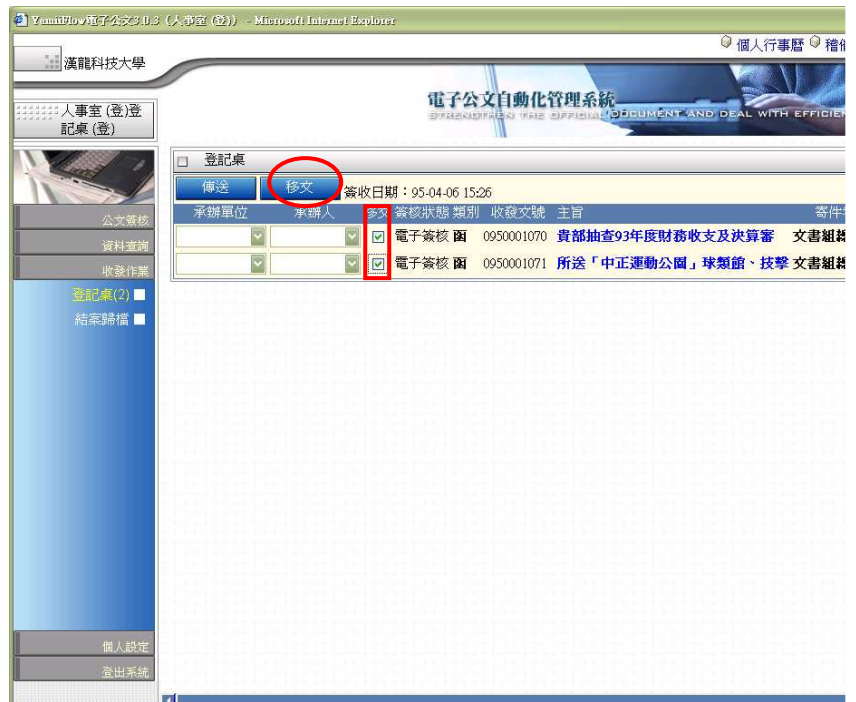 YamiiFlow電子公文3.0.3 (人事室 (登)) - Microsoft Internet Explorer
個人行事曆
漢龍科技大學
電子公文自動化管理系統
STRENGTHEN THE OFFICIAL DOCUMENT AND DEAL WITH
人事室 (登)登
記桌 (登)
登記桌
傳送 移交 簽收日期：95-04-06 15:26
承辦單位 承辦人 移交 簽核狀態 類別 收發文號 主旨
電子簽核 函 0950001070 貴部抽查93年度財務收支及決算審 文書組
電子簽核 函 0950001071 所送「中正運動公園」球類館、技擊 文書組
公文簽核
資料查詢
收發作業
登記桌(2)
結案歸檔
個人設定
登出系統